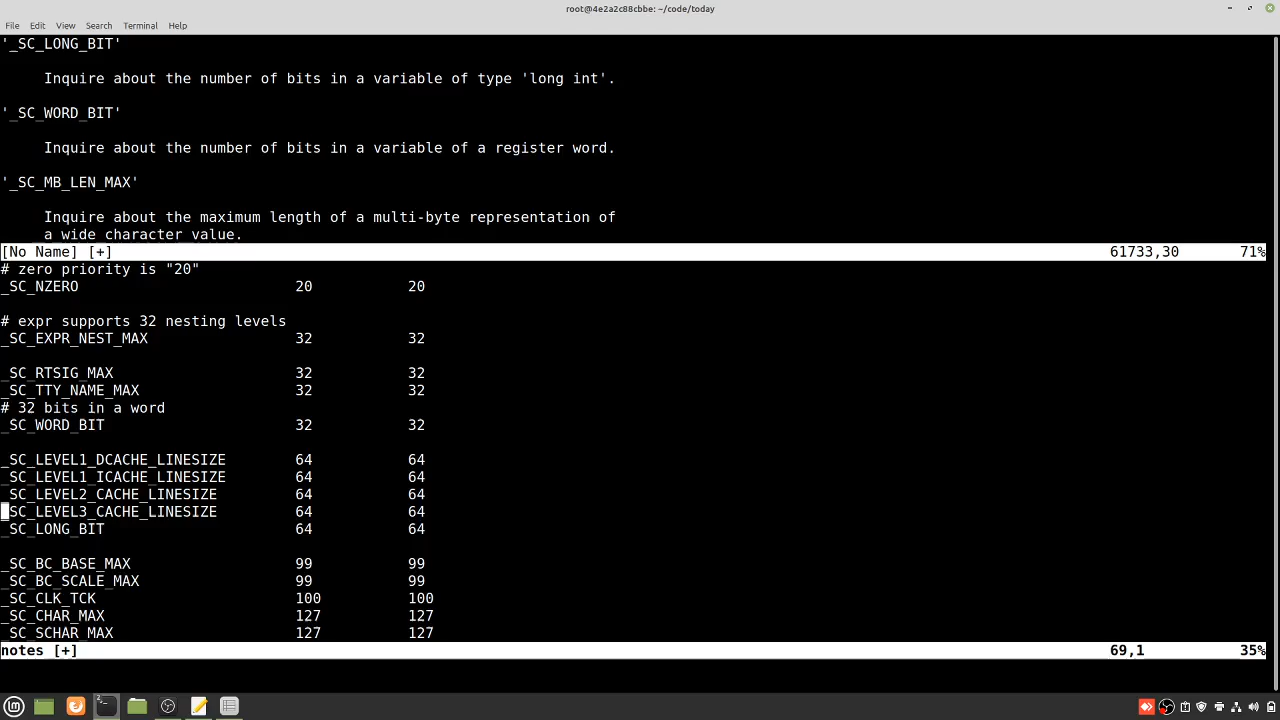 root@4e2a2c88cbbe: ~/code/today
File Edit View Search Terminal Help
'_SC_LONG_BIT'
Inquire about the number of bits in a variable of type 'long int'.
'_SC_WORD_BIT'
Inquire about the number of bits in a variable of a register word.
'_SC_MB_LEN_MAX'
Inquire about the maximum length of a multi-byte representation of
a wide character value.
[No Name] [+] 61733,30 71%
# zero priority is "20"
_SC_NZERO 20 20
# expr supports 32 nesting levels
_SC_EXPR_NEST_MAX 32 32
_SC_RTSIG_MAX 32 32
_SC_TTY_NAME_MAX 32 32
# 32 bits in a word
_SC_WORD_BIT 32 32
_SC_LEVEL1_DCACHE_LINESIZE 64 64
_SC_LEVEL1_ICACHE_LINESIZE 64 64
_SC_LEVEL2_CACHE_LINESIZE 64 64
_SC_LEVEL3_CACHE_LINESIZE 64 64
_SC_LONG_BIT 64 64
_SC_BC_BASE_MAX 99 99
_SC_BC_SCALE_MAX 99 99
_SC_CLK_TCK 100 100
_SC_CHAR_MAX 127 127
_SC_SCHAR_MAX 127 127
notes [+] 69,1 35%